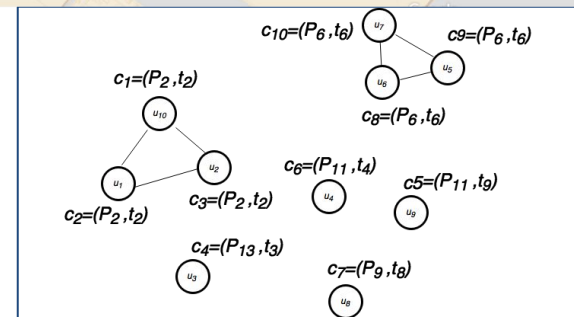 c10=(P6,t6)
u7
c9=(P6,t6)
u5
u6
c8=(P6,t6)
c1=(P2,t2)
u10
u2
u1
c3=(P2,t2)
c2=(P2,t2)
c6=(P11,t4)
u4
c5=(P11,t9)
u9
c4=(P13,t3)
u3
c7=(P9,t8)
u8